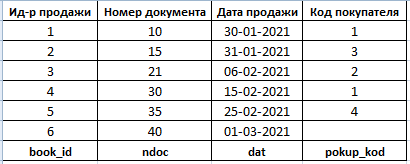 Ид-р продажи Номер документа Дата продажи Код покупателя
1 10 30-01-2021 1
2 15 31-01-2021 3
3 21 06-02-2021 2
4 30 15-02-2021 1
5 35 25-02-2021 4
6 40 01-03-2021
book_id ndoc dat pokup_kod